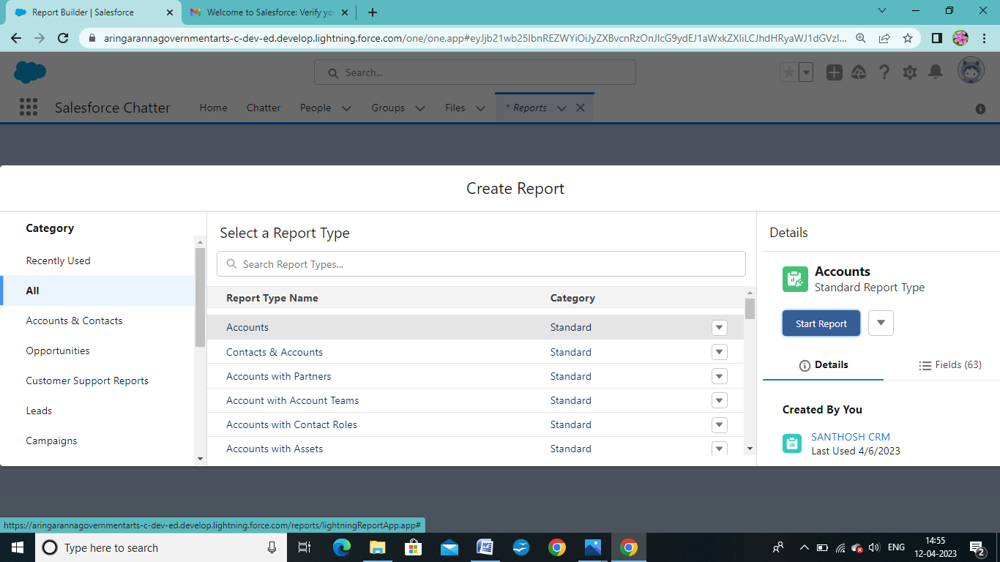 Report Builder | Salesforce
Welcome to Salesforce: Verify yo
aringarannagovernmentarts-c-dev-ed.develop.lightning.force.com/one/one.app#eyJjb21wb25lbnREZWYiOiJyZXBvcnRzOnJlcG9ydEJ1aWxkZXIiLCJhdHRyaWJ1dGVzI...
Search...
Salesforce Chatter
Home
Chatter
People
Groups
Files
* Reports
Create Report
Category
Recently Used
All
Accounts & Contacts
Opportunities
Customer Support Reports
Leads
Campaigns
Select a Report Type
Search Report Types...
Report Type Name Category
Accounts Standard
Contacts & Accounts Standard
Accounts with Partners Standard
Account with Account Teams Standard
Accounts with Contact Roles Standard
Accounts with Assets Standard
Details
Accounts
Standard Report Type
Start Report
Details
Fields (63)
Created By You
SANTHOSH CRM
Last Used 4/6/2023
https://aringarannagovernmentarts-c-dev-ed.develop.lightning.force.com/reports/lightningReportApp.app#
Type here to search
ENG
14:55
12-04-2023
2